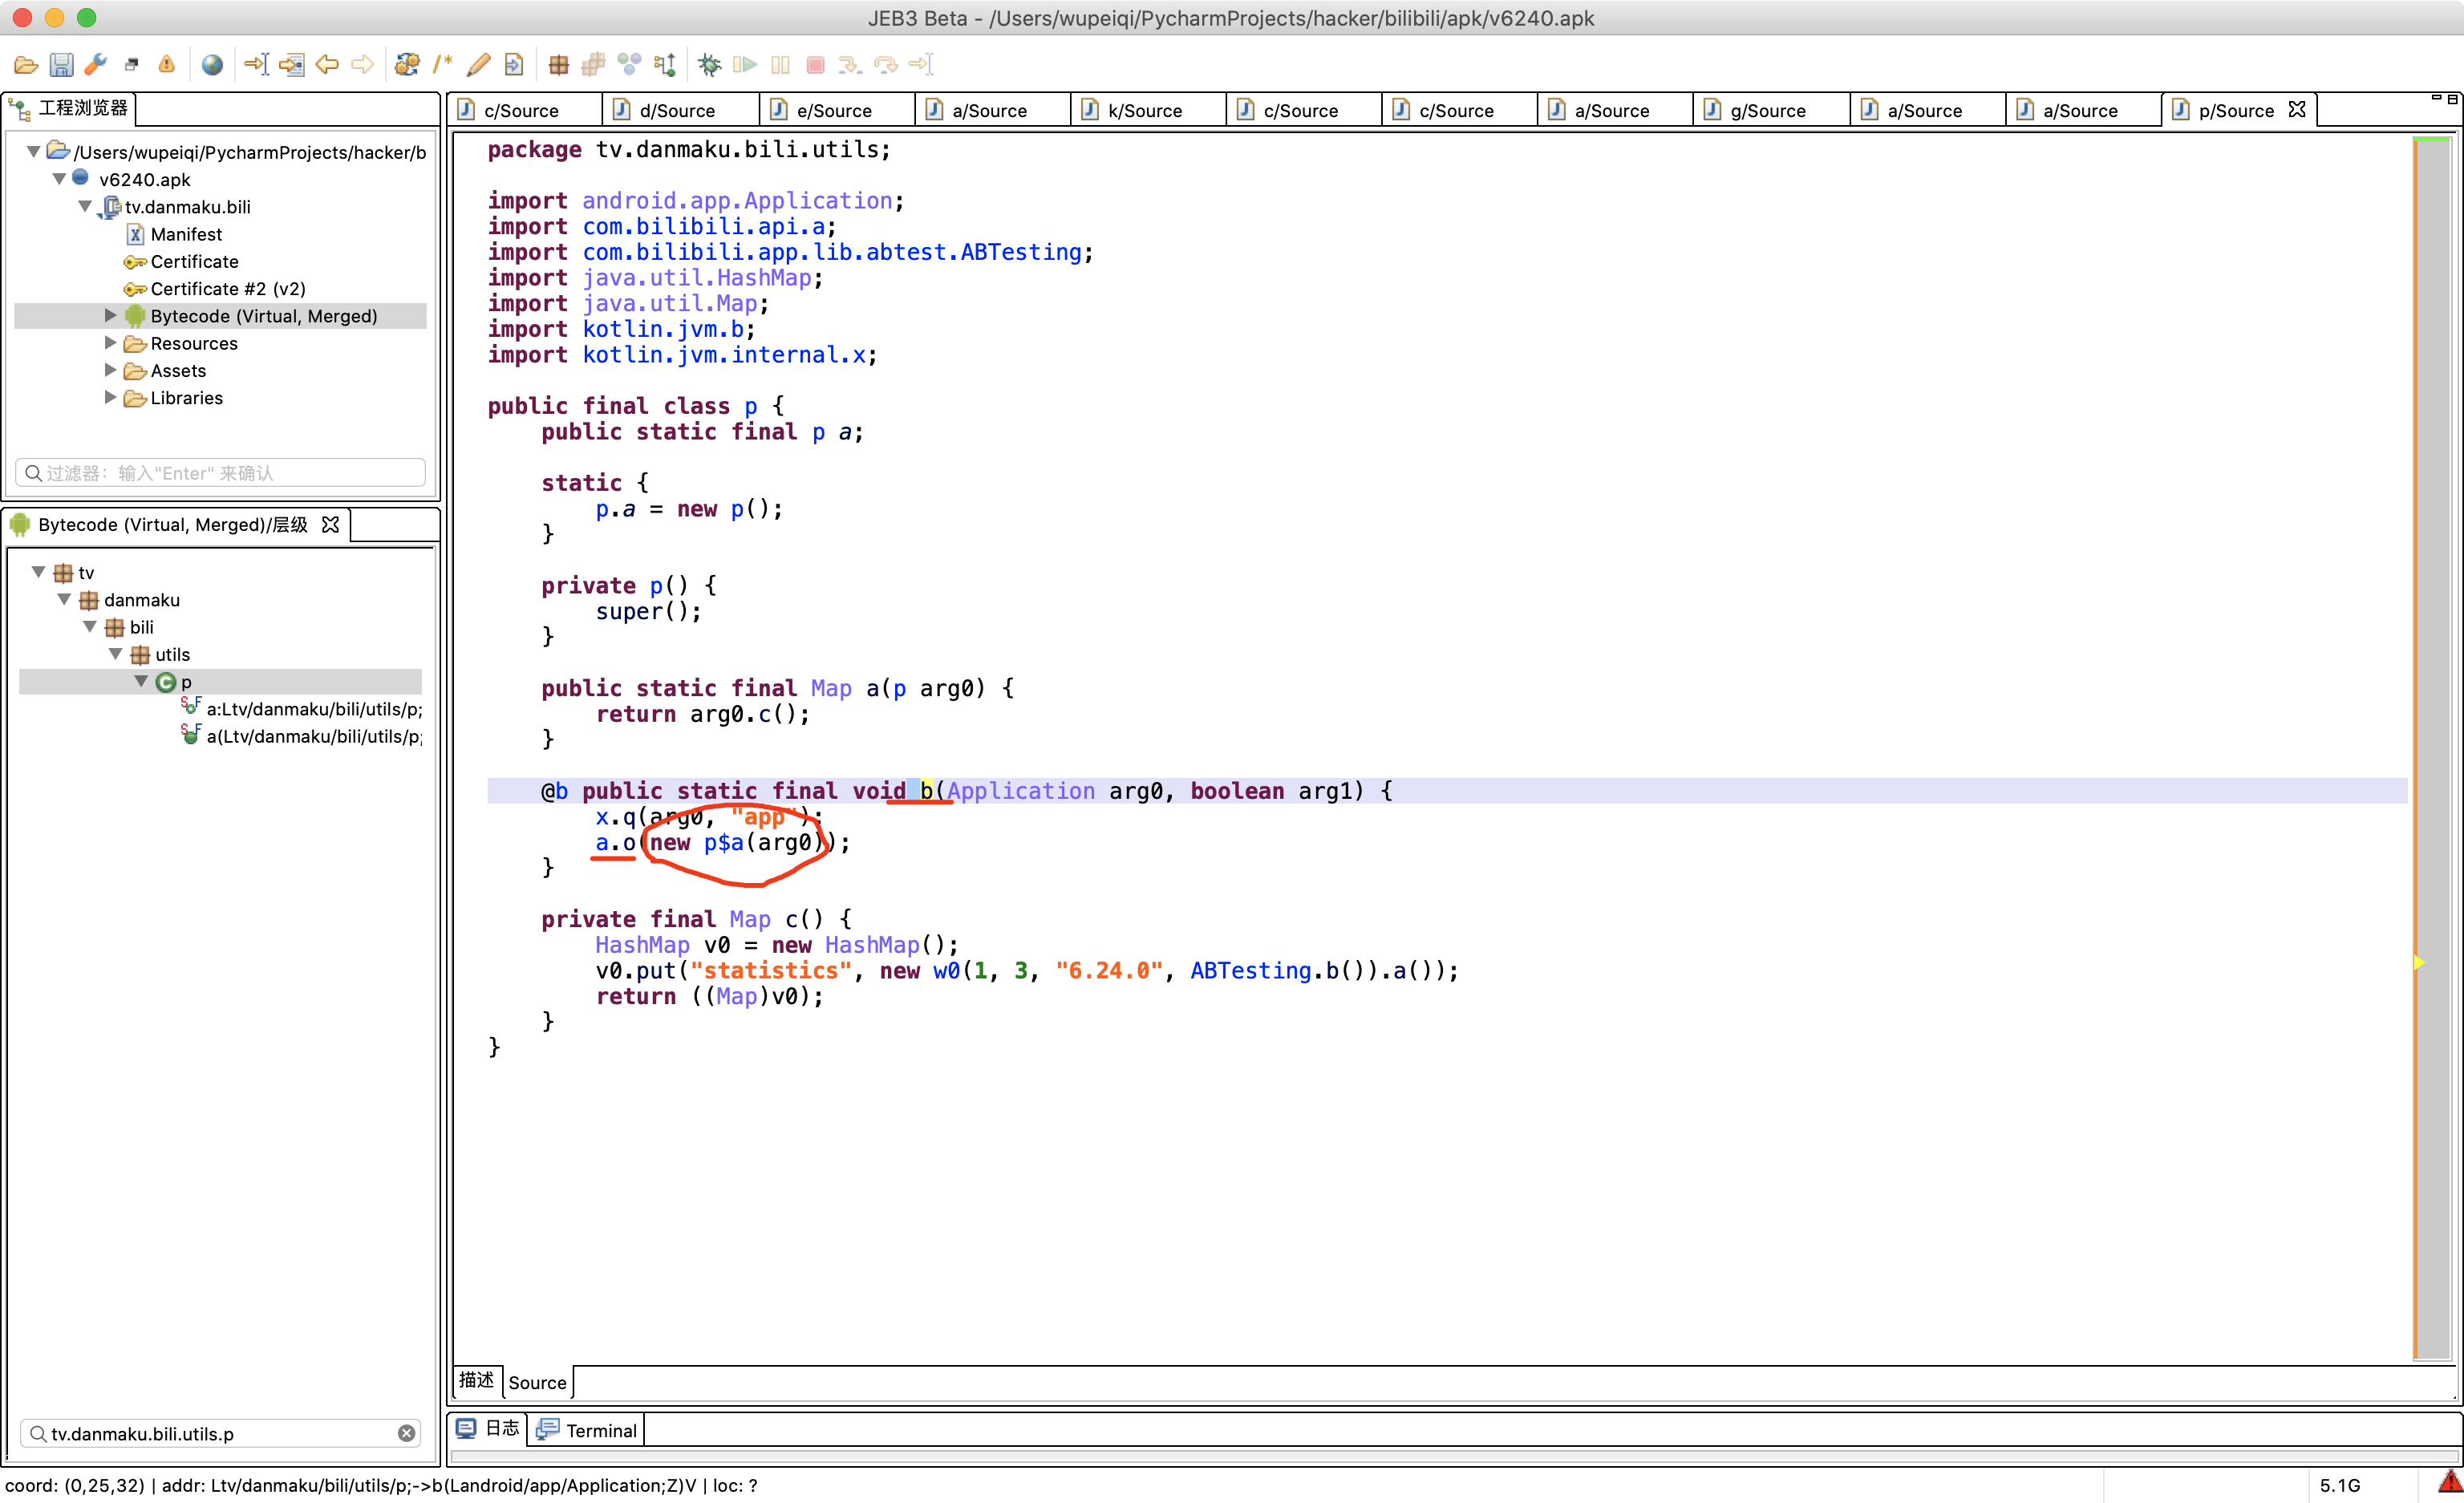 JEB3 Beta - /Users/wupeiqi/PycharmProjects/hacker/bilibili/apk/v6240.apk
工程浏览器
/Users/wupeiqi/PycharmProjects/hacker/b
v6240.apk
tv.danmaku.bili
Manifest
Certificate
Certificate #2 (v2)
Bytecode (Virtual, Merged)
Resources
Assets
Libraries
过滤器：输入"Enter" 来确认
Bytecode (Virtual, Merged)/层级
tv
danmaku
bili
utils
p
a:Ltv/danmaku/bili/utils/p;
a(Ltv/danmaku/bili/utils/p;
tv.danmaku.bili.utils.p
c/Source d/Source e/Source a/Source k/Source c/Source c/Source a/Source g/Source a/Source a/Source p/Source
package tv.danmaku.bili.utils;
import android.app.Application;
import com.bilibili.api.a;
import com.bilibili.app.lib.abtest.ABTesting;
import java.util.HashMap;
import java.util.Map;
import kotlin.jvm.b;
import kotlin.jvm.internal.x;
public final class p {
public static final p a;
static {
p.a = new p();
}
private p() {
super();
}
public static final Map a(p arg0) {
return arg0.c();
}
@b public static final void b(Application arg0, boolean arg1) {
x.q(arg0, "app");
a.o(new p$a(arg0));
}
private final Map c() {
HashMap v0 = new HashMap();
v0.put("statistics", new w0(1, 3, "6.24.0", ABTesting.b()).a());
return ((Map)v0);
}
}
描述 Source
日志 Terminal
coord: (0,25,32) | addr: Ltv/danmaku/bili/utils/p;->b(Landroid/app/Application;Z)V | loc: ?
5.1G